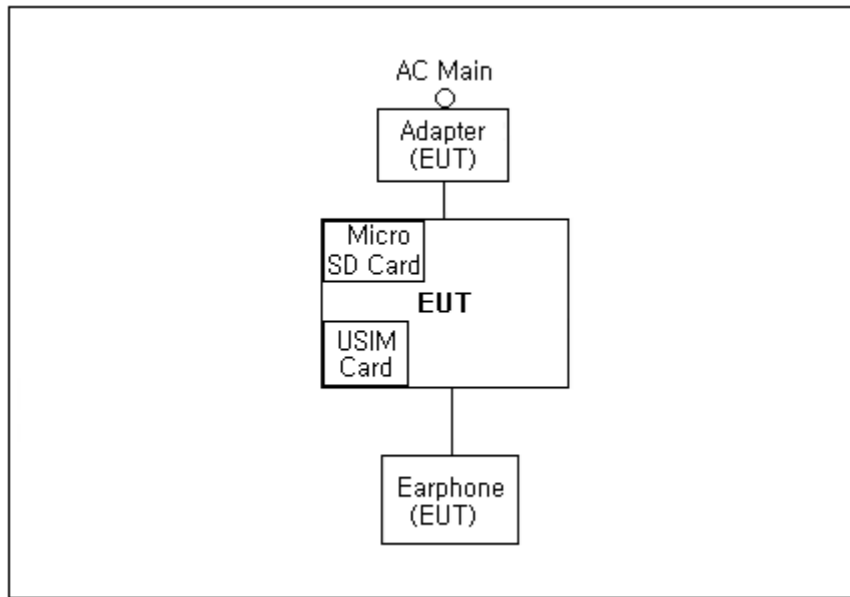 AC Main
Adapter
(EUT)
Micro
SD Card
EUT
USIM
Card
Earphone
(EUT)